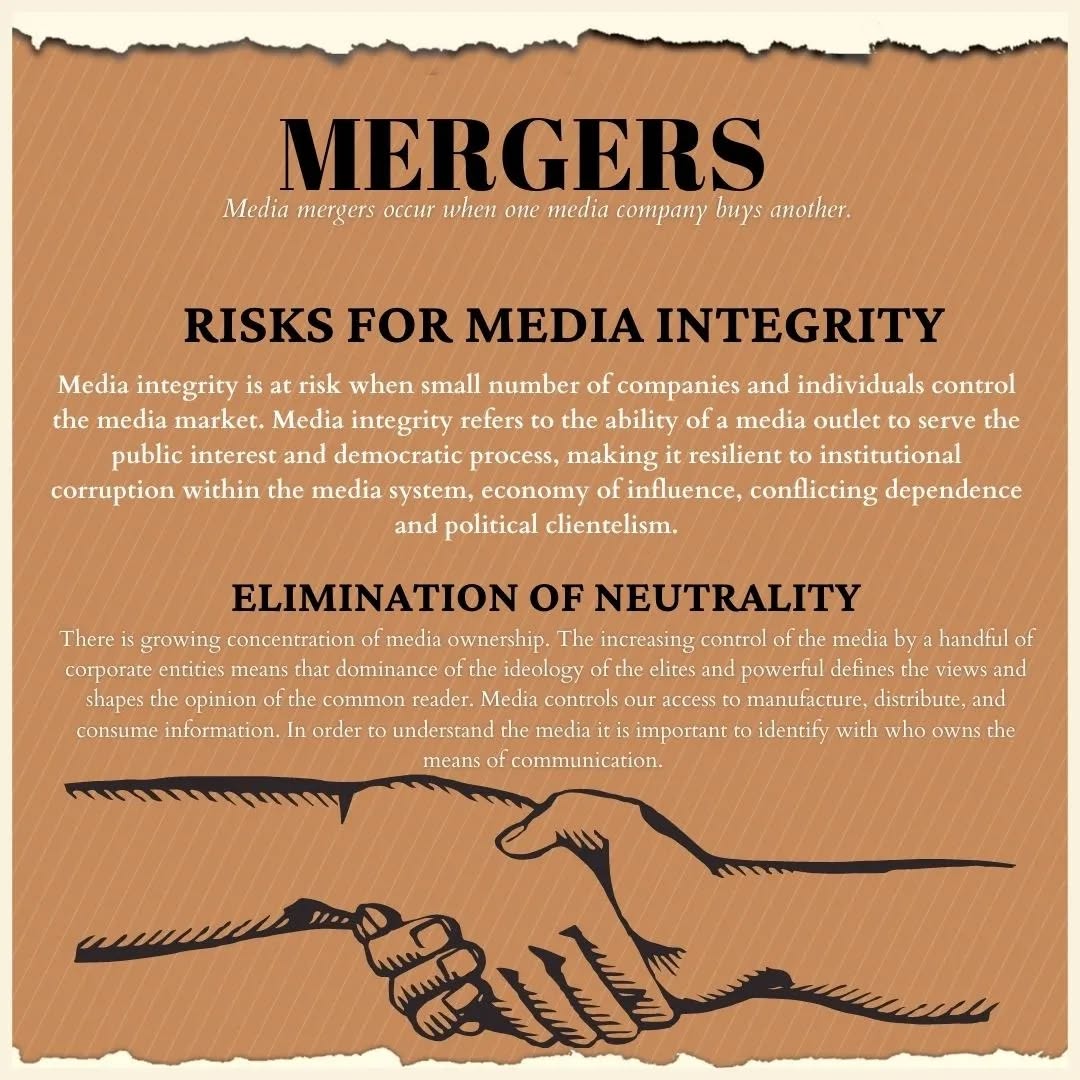 MERGERS
Media mergers occur when one media company buys another.
RISKS FOR MEDIA INTEGRITY
Media integrity is at risk when small number of companies and individuals control
the media market. Media integrity refers to the ability of a media outlet to serve the
public interest and democratic process, making it resilient to institutional
corruption within the media system, economy of influence, conflicting dependence
and political clientelism.
ELIMINATION OF NEUTRALITY
There is growing concentration of media ownership. The increasing control of the media by a handful of
corporate entities means that dominance of the ideology of the elites and powerful defines the views and
shapes the opinion of the common reader. Media controls our access to manufacture, distribute, and
consume information. In order to understand the media it is important to identify with who owns the
means of communication.